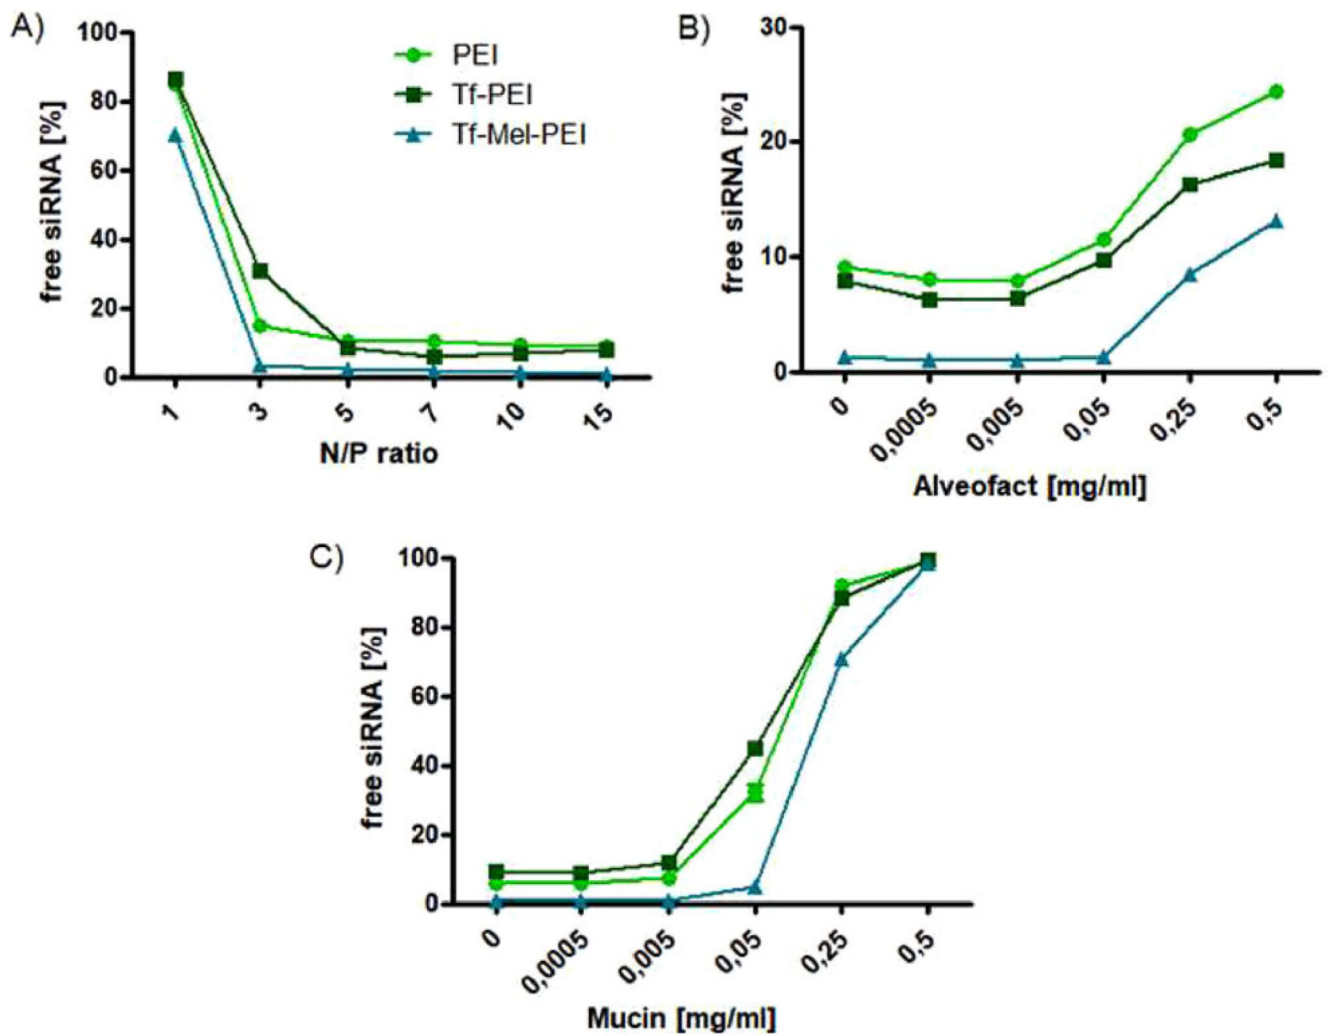 A)
free siRNA [%]
100
80
60
40
20
0
1
3
5
7
10
15
N/P ratio
PEI
Tf-PEI
Tf-Mel-PEI
B)
free siRNA [%]
30
20
10
0
0
0,0005
0,005
0,05
0,25
0,5
Alveofact [mg/ml]
C)
free siRNA [%]
100
80
60
40
20
0
0
0,0005
0,005
0,05
0,25
0,5
Mucin [mg/ml]